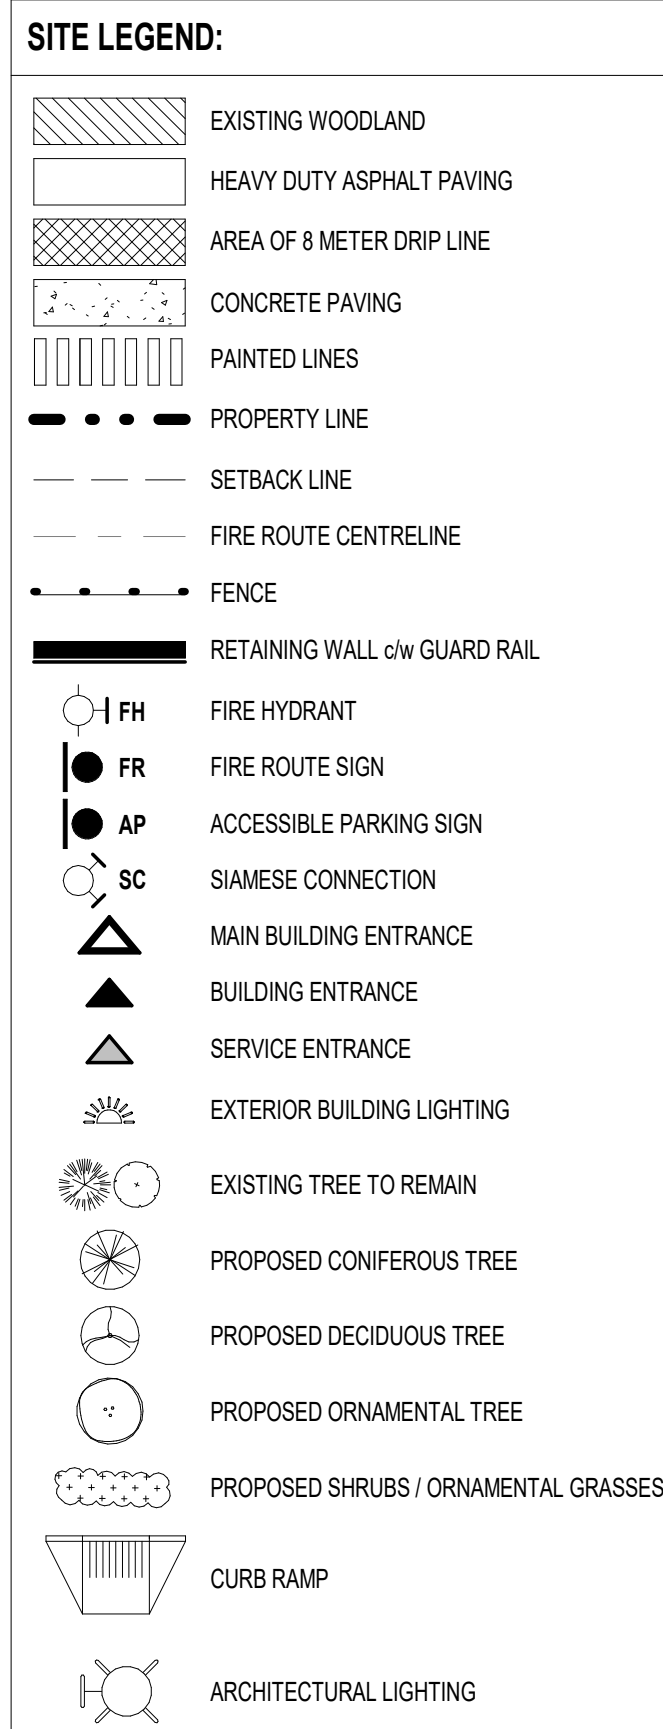 SITE LEGEND:
EXISTING WOODLAND
HEAVY DUTY ASPHALT PAVING
AREA OF 8 METER DRIP LINE
CONCRETE PAVING
PAINTED LINES
PROPERTY LINE
SETBACK LINE
FIRE ROUTE CENTRELINE
FENCE
RETAINING WALL c/w GUARD RAIL
FH FIRE HYDRANT
FR FIRE ROUTE SIGN
AP ACCESSIBLE PARKING SIGN
SC SIAMESE CONNECTION
MAIN BUILDING ENTRANCE
BUILDING ENTRANCE
SERVICE ENTRANCE
EXTERIOR BUILDING LIGHTING
EXISTING TREE TO REMAIN
PROPOSED CONIFEROUS TREE
PROPOSED DECIDUOUS TREE
PROPOSED ORNAMENTAL TREE
PROPOSED SHRUBS / ORNAMENTAL GRASSES
CURB RAMP
ARCHITECTURAL LIGHTING